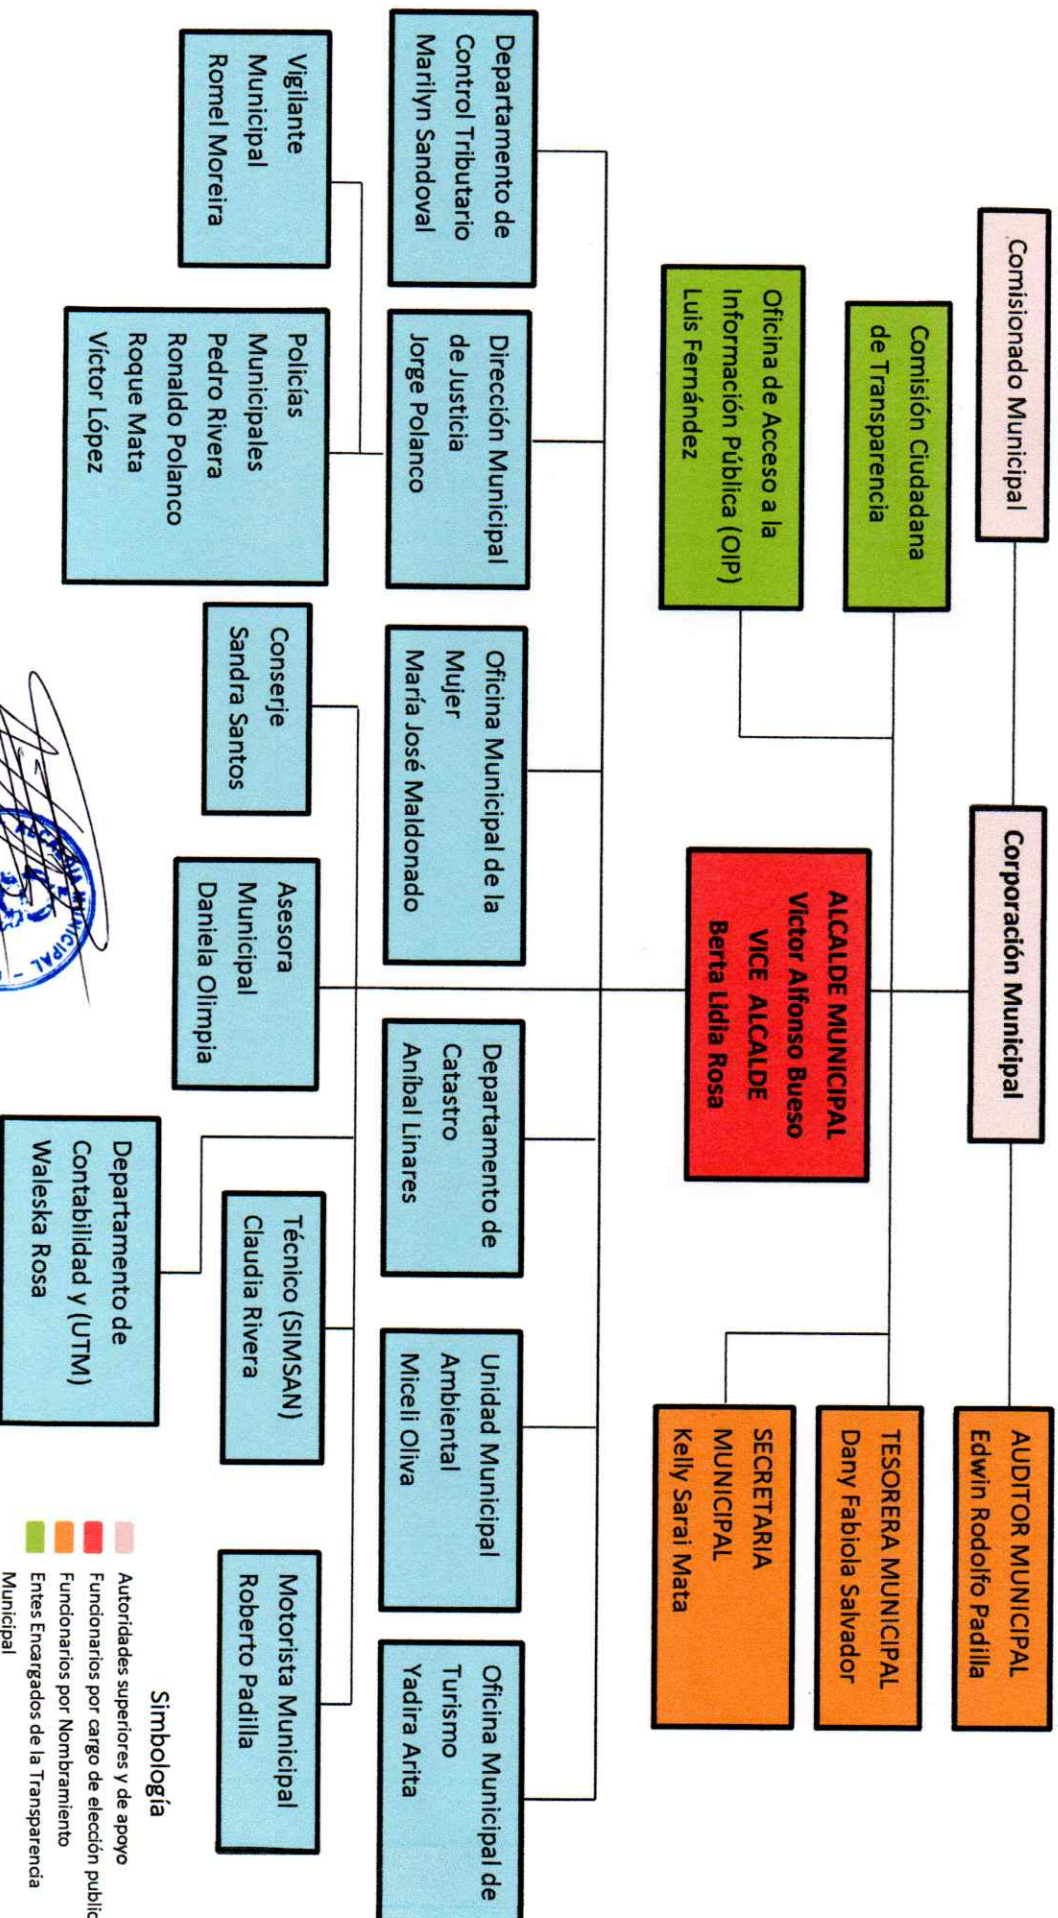 Comisionado Municipal
Corporación Municipal
AUDITOR MUNICIPAL
Edwin Rodolfo Padilla
Comisión Ciudadana
de Transparencia
TESORERA MUNICIPAL
Dany Fabiola Salvador
Oficina de Acceso a la
Información Pública (OIP)
Luis Fernández
ALCALDE MUNICIPAL
Victor Alfonso Bueso
VICE ALCALDE
Berta Lidia Rosa
SECRETARIA
MUNICIPAL
Kelly Sarai Mata
Departamento de
Control Tributario
Marilyn Sandoval
Dirección Municipal
de Justicia
Jorge Polanco
Oficina Municipal de la
Mujer
María José Maldonado
Departamento de
Catastro
Aníbal Linares
Unidad Municipal
Ambiental
Miceli Oliva
Oficina Municipal de
Turismo
Yadira Arita
Vigilante
Municipal
Romel Moreira
Policías
Municipales
Pedro Rivera
Ronaldo Polanco
Roque Mata
Víctor López
Conserje
Sandra Santos
Asesora
Municipal
Daniela Olimpia
Técnico (SIMSAN)
Claudia Rivera
Motorista Municipal
Roberto Padilla
Departamento de
Contabilidad y (UTM)
Waleska Rosa
ALCALDIA MUNICIPAL -
Simbología
Autoridades superiores y de apoyo
Funcionarios por cargo de elección public
Funcionarios por Nombramiento
Entes Encargados de la Transparencia
Municipal